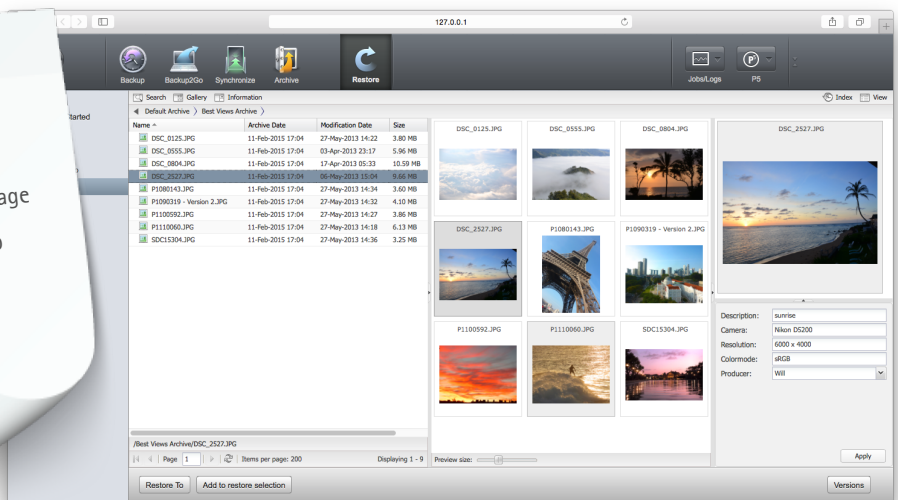 127.0.0.1
Backup Backup2Go Synchronize Archive Restore Jobs/Logs P5
Search Gallery Information Index View
Default Archive Best Views Archive
Name Archive Date Modification Date Size
DSC_0125.JPG 11-Feb-2015 17:04 27-May-2013 14:22 3.80 MB
DSC_0555.JPG 11-Feb-2015 17:04 03-Apr-2013 23:17 5.96 MB
DSC_0804.JPG 11-Feb-2015 17:04 17-Apr-2013 05:33 10.59 MB
DSC_2527.JPG 11-Feb-2015 17:04 06-May-2013 15:04 9.66 MB
P1080143.JPG 11-Feb-2015 17:04 27-May-2013 14:34 3.60 MB
P1090319 - Version 2.JPG 11-Feb-2015 17:04 27-May-2013 14:32 4.10 MB
P1100592.JPG 11-Feb-2015 17:04 27-May-2013 14:27 3.86 MB
P1110060.JPG 11-Feb-2015 17:04 27-May-2013 14:18 6.13 MB
SDC15304.JPG 11-Feb-2015 17:04 27-May-2013 14:36 3.25 MB
DSC_0125.JPG DSC_0555.JPG DSC_0804.JPG
DSC_2527.JPG P1080143.JPG P1090319 - Version 2.JPG
P1100592.JPG P1110060.JPG SDC15304.JPG
DSC_2527.JPG
Description: sunrise
Camera: Nikon D5200
Resolution: 6000 x 4000
Colormode: sRGB
Producer: Will
Apply
/Best Views Archive/DSC_2527.JPG
Page 1 Items per page: 200 Displaying 1 - 9 Preview size:
Restore To Add to restore selection Versions